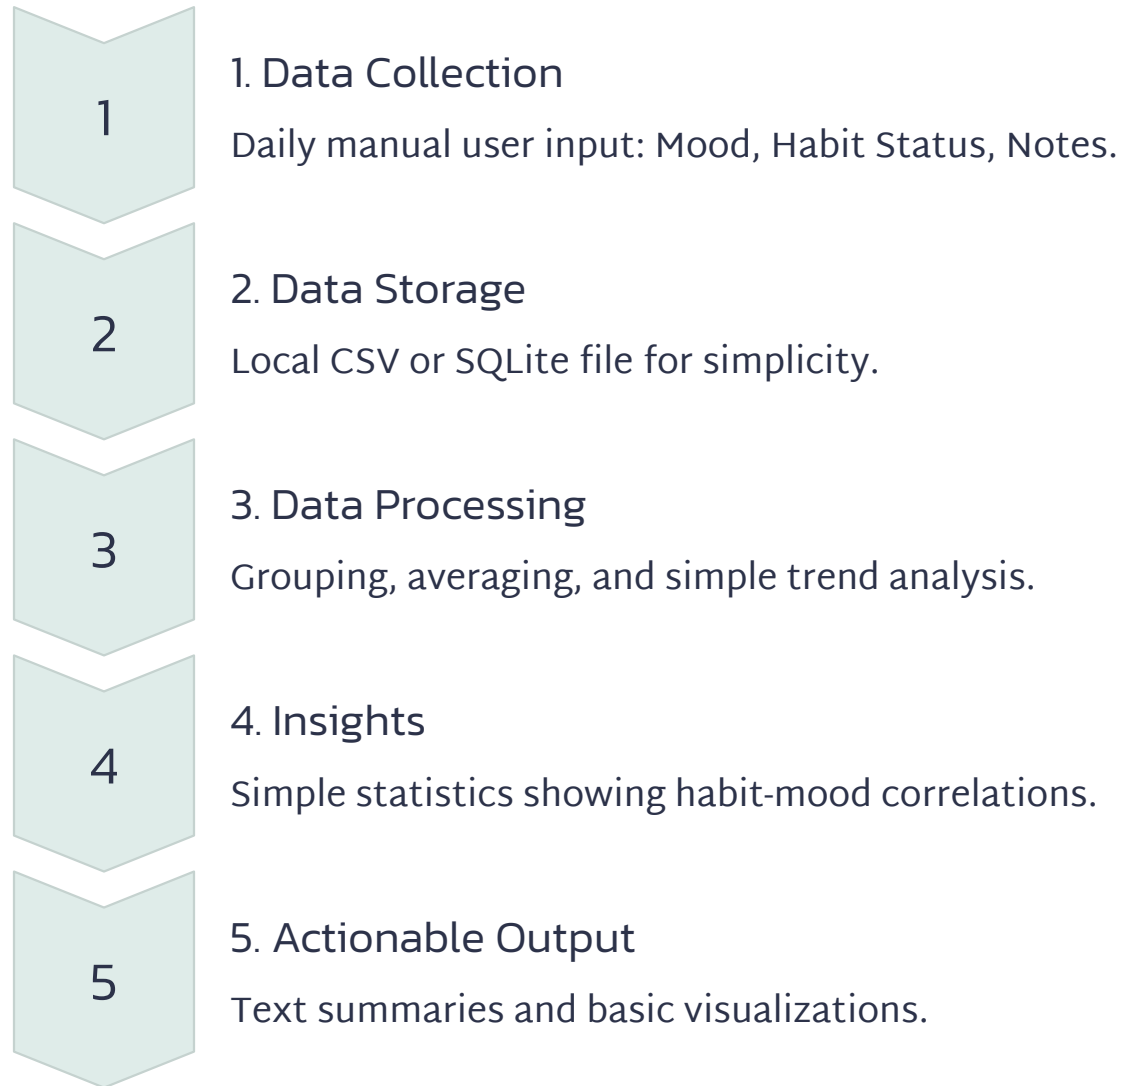 1
1. Data Collection
Daily manual user input: Mood, Habit Status, Notes.
2
2. Data Storage
Local CSV or SQLite file for simplicity.
3
3. Data Processing
Grouping, averaging, and simple trend analysis.
4
4. Insights
Simple statistics showing habit-mood correlations.
5
5. Actionable Output
Text summaries and basic visualizations.